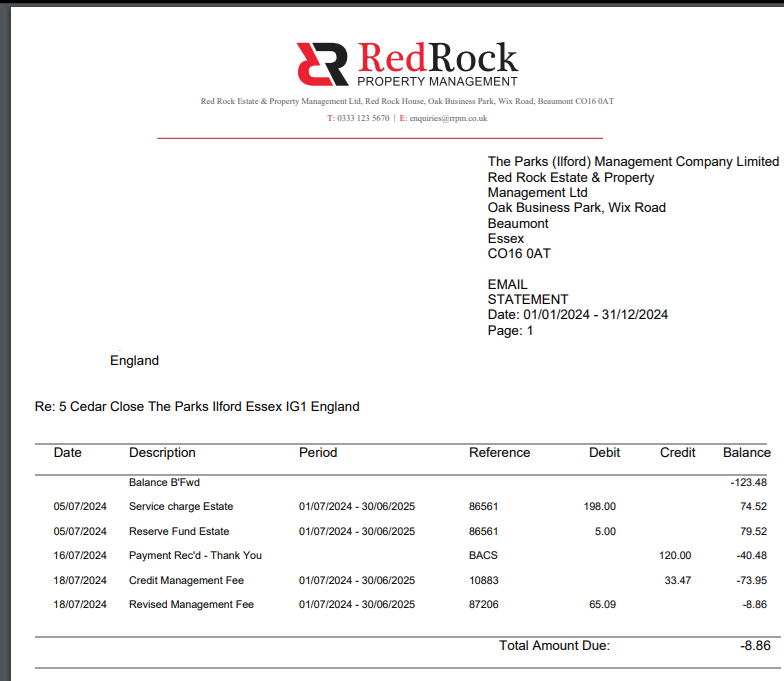 RedRock
PROPERTY MANAGEMENT
Red Rock Estate & Property Management Ltd, Red Rock House, Oak Business Park, Wix Road, Beaumont CO16 0AT
T: 0333 123 5670 | E: enquiries@rrpm.co.uk
The Parks (Ilford) Management Company Limited
Red Rock Estate & Property
Management Ltd
Oak Business Park, Wix Road
Beaumont
Essex
CO16 0AT
EMAIL
STATEMENT
Date: 01/01/2024 - 31/12/2024
Page: 1
England
Re: 5 Cedar Close The Parks Ilford Essex IG1 England
Date Description Period Reference Debit Credit Balance
Balance B'Fwd -123.48
05/07/2024 Service charge Estate 01/07/2024 - 30/06/2025 86561 198.00 74.52
05/07/2024 Reserve Fund Estate 01/07/2024 - 30/06/2025 86561 5.00 79.52
16/07/2024 Payment Rec'd - Thank You BACS 120.00 -40.48
18/07/2024 Credit Management Fee 01/07/2024 - 30/06/2025 10883 33.47 -73.95
18/07/2024 Revised Management Fee 01/07/2024 - 30/06/2025 87206 65.09 -8.86
Total Amount Due: -8.86